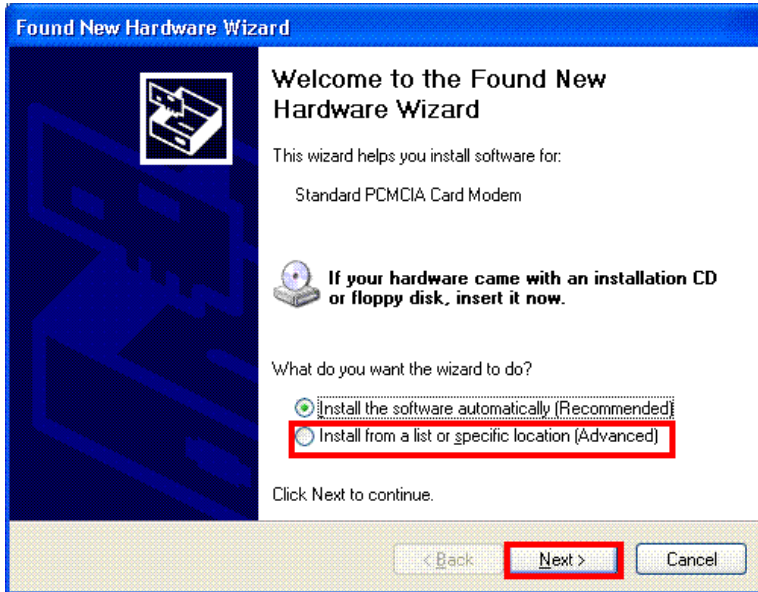 Found New Hardware Wizard
Welcome to the Found New
Hardware Wizard
This wizard helps you install software for:
Standard PCMCIA Card Modem
If your hardware came with an installation CD
or floppy disk, insert it now.
What do you want the wizard to do?
Install the software automatically (Recommended)
Install from a list or specific location (Advanced)
Click Next to continue.
< Back
Next >
Cancel